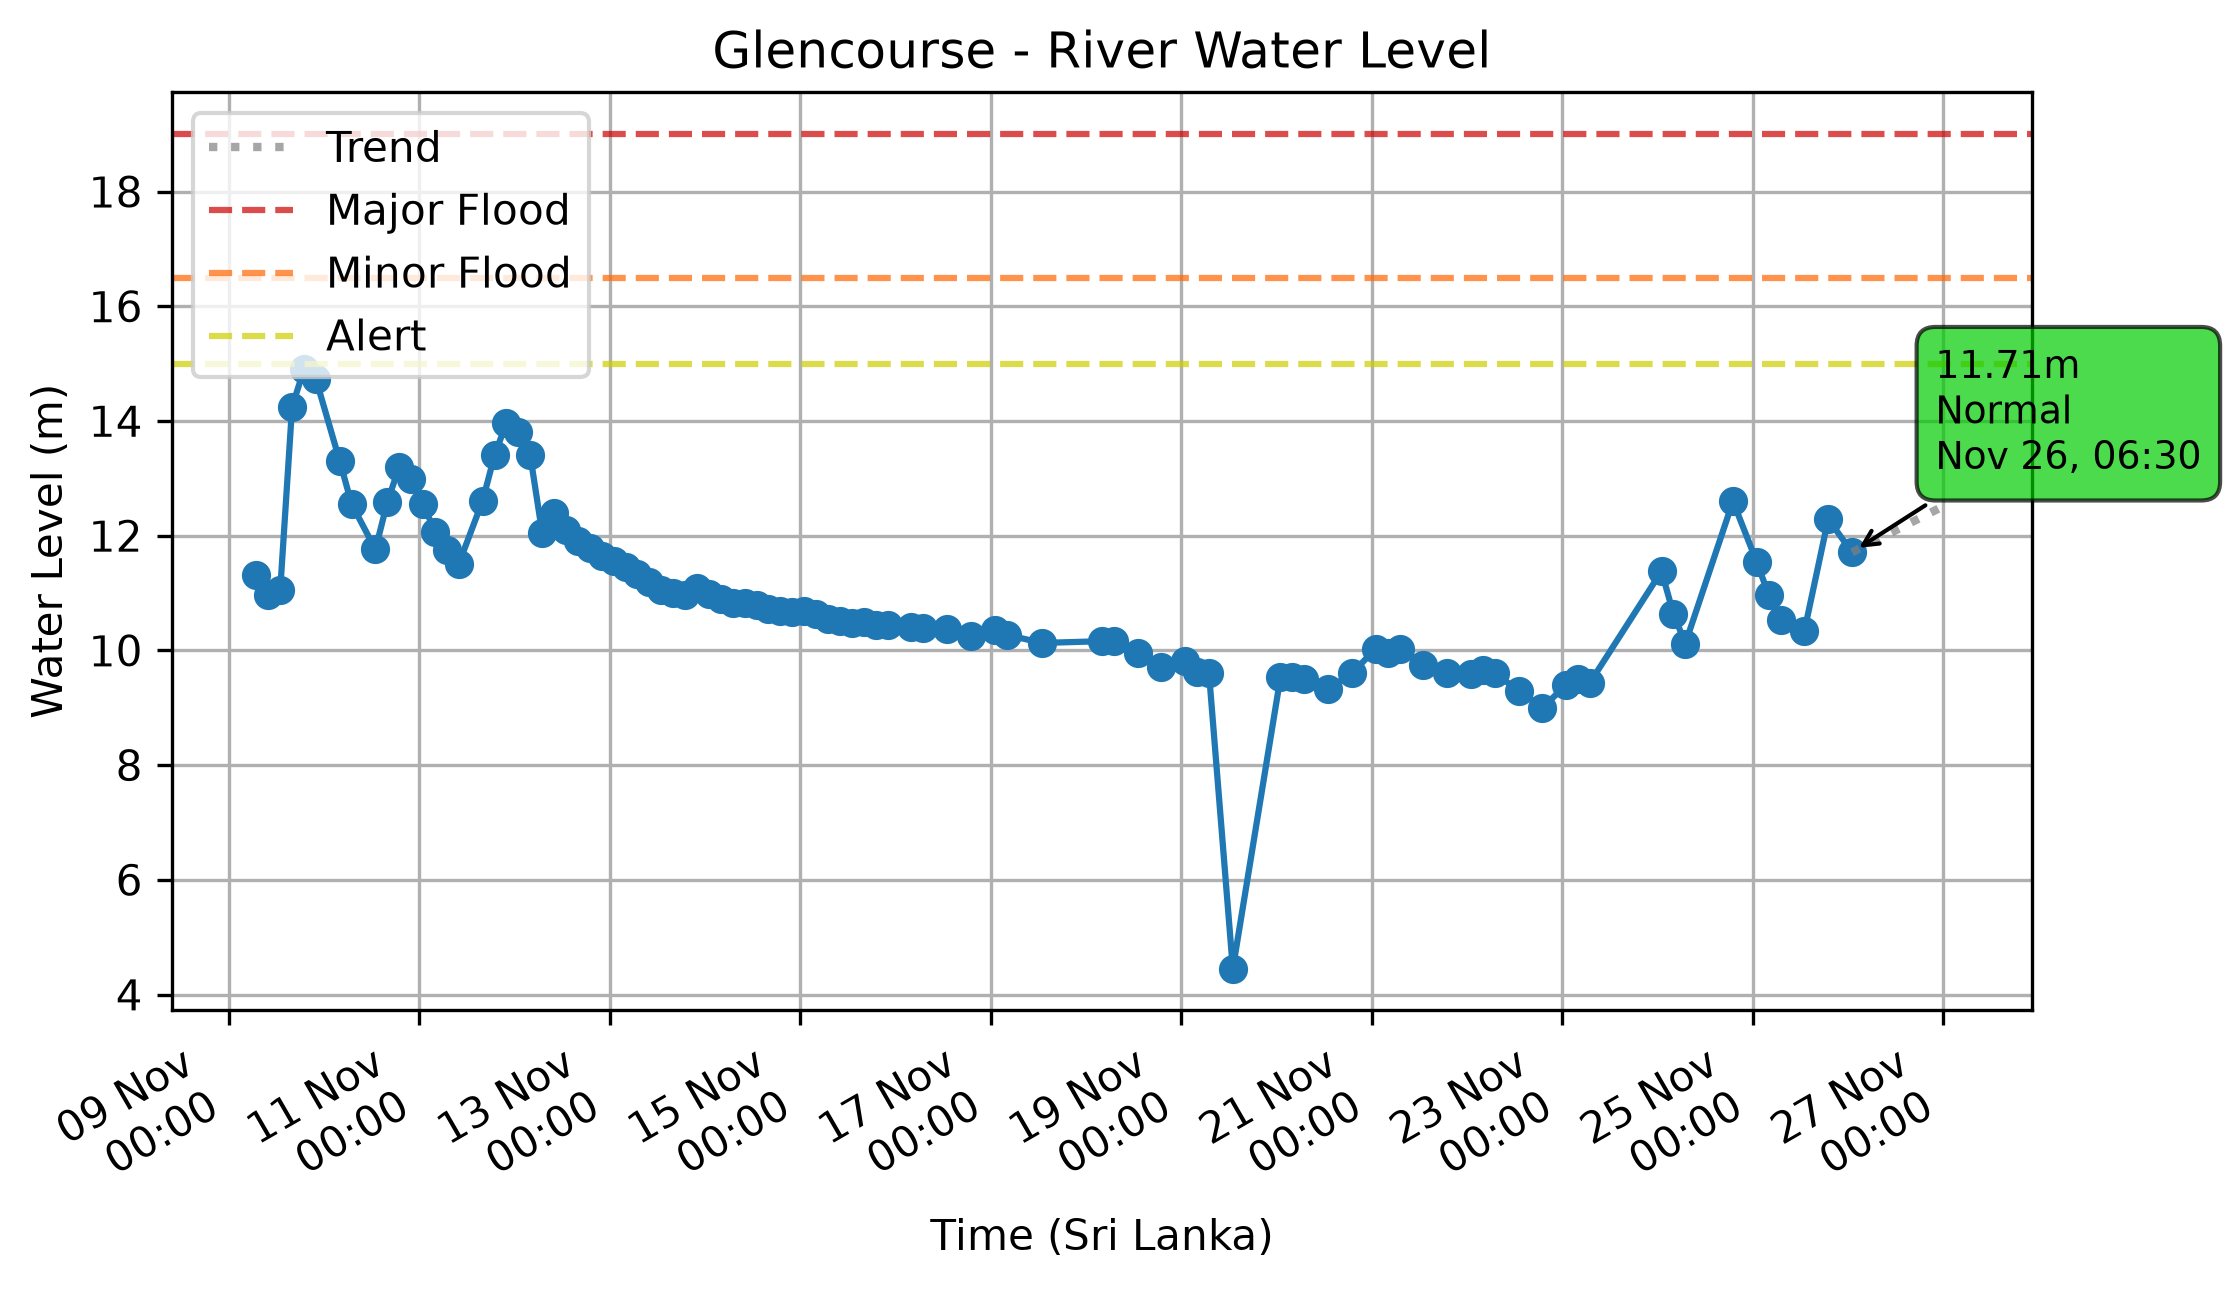 Glencourse - River Water Level
Trend
Major Flood
Minor Flood
Alert
11.71m
Normal
Nov 26, 06:30
Water Level (m)
18
16
14
12
10
8
6
4
09 Nov
00:00
11 Nov
00:00
13 Nov
00:00
15 Nov
00:00
17 Nov
00:00
19 Nov
00:00
21 Nov
00:00
23 Nov
00:00
25 Nov
00:00
27 Nov
00:00
Time (Sri Lanka)